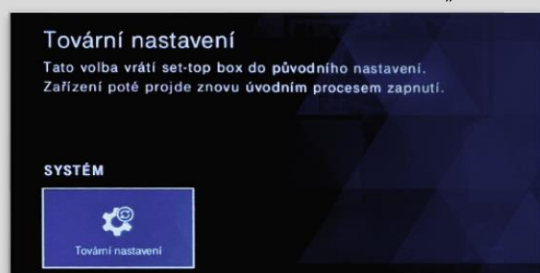 Tovární nastavení
Tato volba vrátí set-top box do původního nastavení.
Zařízení poté projde znovu úvodním procesem zapnutí.
SYSTÉM
Tovární nastavení